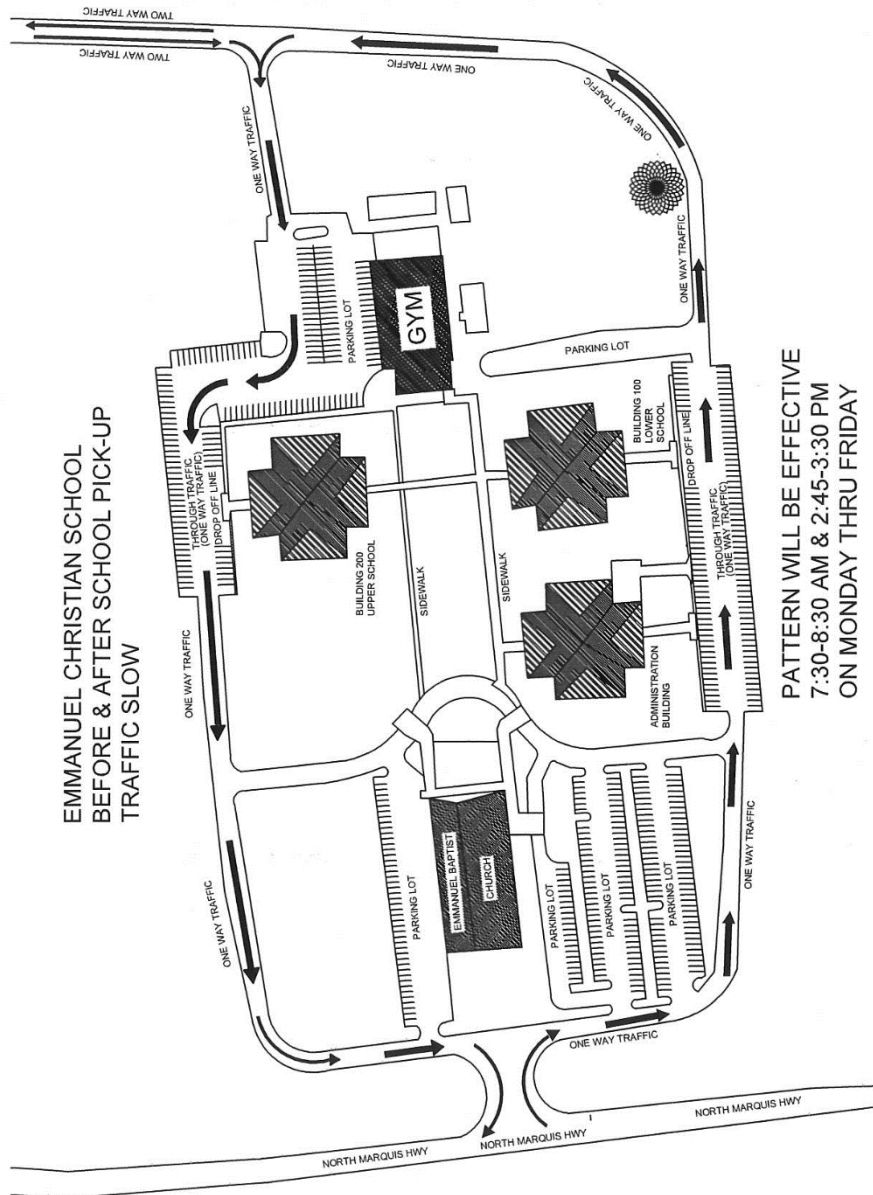 TWO WAY TRAFFIC
TWO WAY TRAFFIC
ONE WAY TRAFFIC
ONE WAY TRAFFIC
ONE WAY TRAFFIC
ONE WAY TRAFFIC
PARKING LOT
GYM
PARKING LOT
EMMANUEL CHRISTIAN SCHOOL
BEFORE & AFTER SCHOOL PICK-UP
TRAFFIC SLOW
THROUGH TRAFFIC
(ONE WAY TRAFFIC)
DROP OFF LINE
BUILDING 200
UPPER SCHOOL
SIDEWALK
SIDEWALK
BUILDING 100
LOWER
SCHOOL
DROP OFF LINE
THROUGH TRAFFIC
(ONE WAY TRAFFIC)
ADMINISTRATION
BUILDING
PATTERN WILL BE EFFECTIVE
7:30-8:30 AM & 2:45-3:30 PM
ON MONDAY THRU FRIDAY
ONE WAY TRAFFIC
ONE WAY TRAFFIC
PARKING LOT
EMMANUEL BAPTIST
CHURCH
PARKING LOT
PARKING LOT
PARKING LOT
ONE WAY TRAFFIC
ONE WAY TRAFFIC
NORTH MARQUIS HWY
NORTH MARQUIS HWY
NORTH MARQUIS HWY